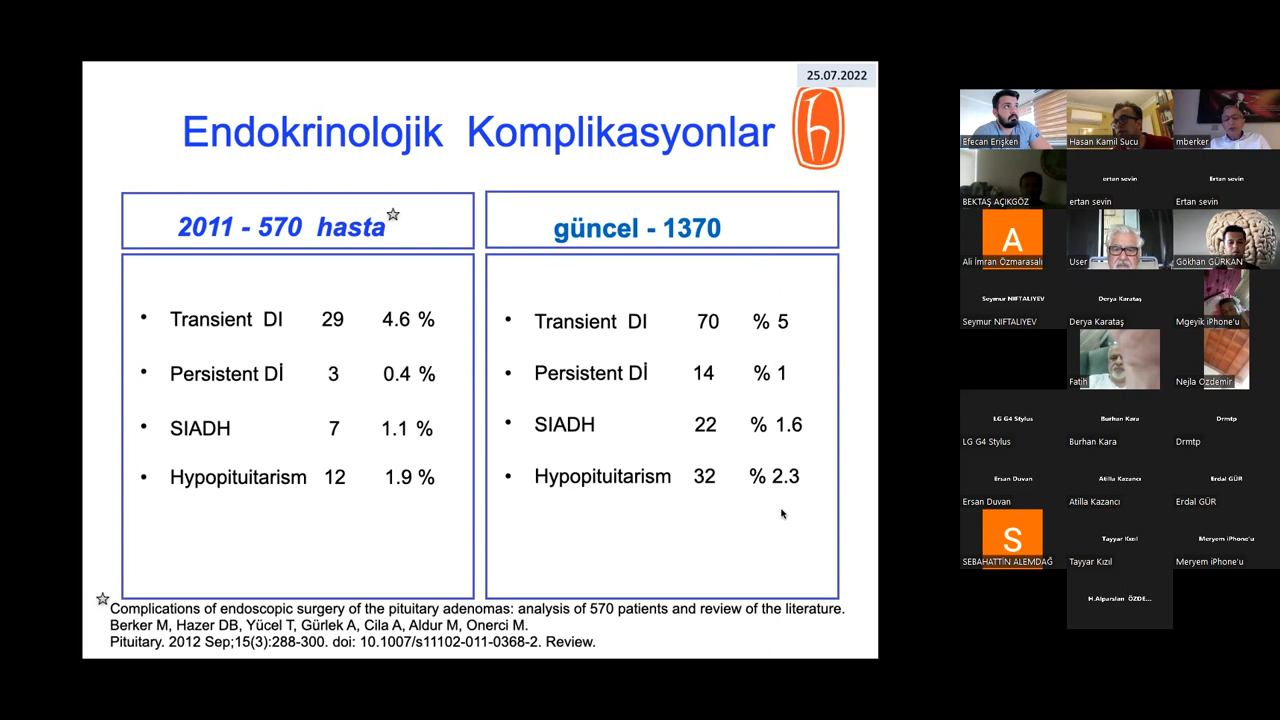 25.07.2022
Endokrinolojik Komplikasyonlar
2011 - 570 hasta
güncel - 1370
• Transient DI 29 4.6 %
• Persistent Dİ 3 0.4 %
• SIADH 7 1.1 %
• Hypopituitarism 12 1.9 %
• Transient DI 70 % 5
• Persistent Dİ 14 % 1
• SIADH 22 % 1.6
• Hypopituitarism 32 % 2.3
Complications of endoscopic surgery of the pituitary adenomas: analysis of 570 patients and review of the literature.
Berker M, Hazer DB, Yücel T, Gürlek A, Cila A, Aldur M, Onerci M.
Pituitary. 2012 Sep;15(3):288-300. doi: 10.1007/s11102-011-0368-2. Review.
Efecan Erişken
Hasan Kamil Sucu
mberker
BEKTAŞ AÇIKGÖZ
ertan sevin
ertan sevin
Ertan sevin
Ertan sevin
A
Ali İmran Özmarasalı
User
Gökhan GÜRKAN
Seymur NIFTALIYEV
Seymur NIFTALIYEV
Derya Karataş
Derya Karataş
Mgeyik iPhone'u
Fatih
Nejla Ozdemir
LG G4 Stylus
LG G4 Stylus
Burhan Kara
Burhan Kara
Drmtp
Drmtp
Ersan Duvan
Ersan Duvan
Atilla Kazancı
Atilla Kazancı
Erdal GÜR
Erdal GÜR
S
SEBAHATTİN ALEMDAĞ
Tayyar Kızıl
Tayyar Kızıl
Meryem iPhone'u
Meryem iPhone'u
H.Alparslan ÖZDE...